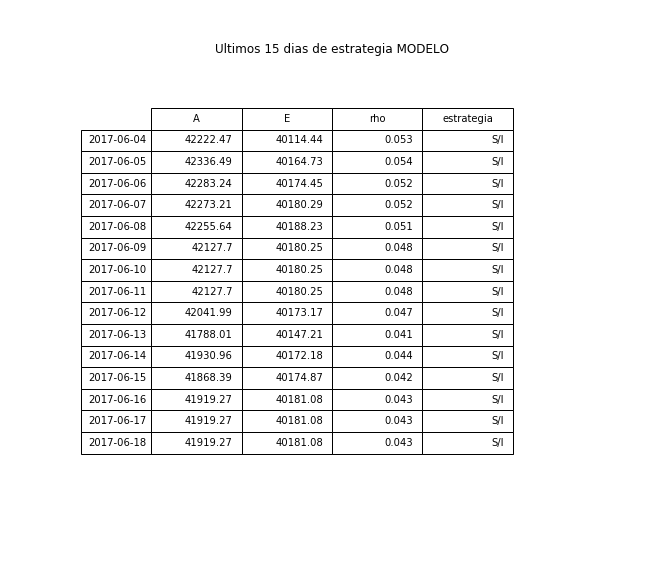 Ultimos 15 dias de estrategia MODELO
A E rho estrategia
2017-06-04 42222.47 40114.44 0.053 S/I
2017-06-05 42336.49 40164.73 0.054 S/I
2017-06-06 42283.24 40174.45 0.052 S/I
2017-06-07 42273.21 40180.29 0.052 S/I
2017-06-08 42255.64 40188.23 0.051 S/I
2017-06-09 42127.7 40180.25 0.048 S/I
2017-06-10 42127.7 40180.25 0.048 S/I
2017-06-11 42127.7 40180.25 0.048 S/I
2017-06-12 42041.99 40173.17 0.047 S/I
2017-06-13 41788.01 40147.21 0.041 S/I
2017-06-14 41930.96 40172.18 0.044 S/I
2017-06-15 41868.39 40174.87 0.042 S/I
2017-06-16 41919.27 40181.08 0.043 S/I
2017-06-17 41919.27 40181.08 0.043 S/I
2017-06-18 41919.27 40181.08 0.043 S/I